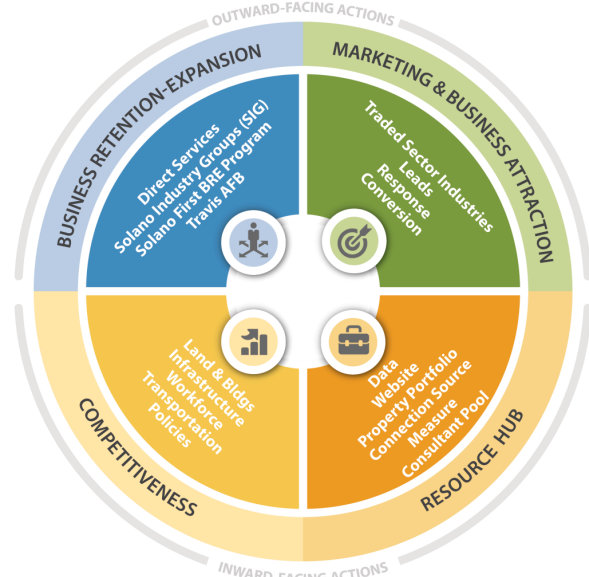 OUTWARD-FACING ACTIONS
BUSINESS RETENTION-EXPANSION
MARKETING & BUSINESS ATTRACTION
Direct Services
Solano Industry Groups (SIG)
Solano First BRE Program
Travis AFB
Traded Sector Industries
Leads
Response
Conversion
Land & Bldgs
Infrastructure
Workforce
Transportation
Policies
Data
Website
Property Portfolio
Connection Source
Measure
Consultant Pool
COMPETITIVENESS
RESOURCE HUB
INWARD-FACING ACTIONS